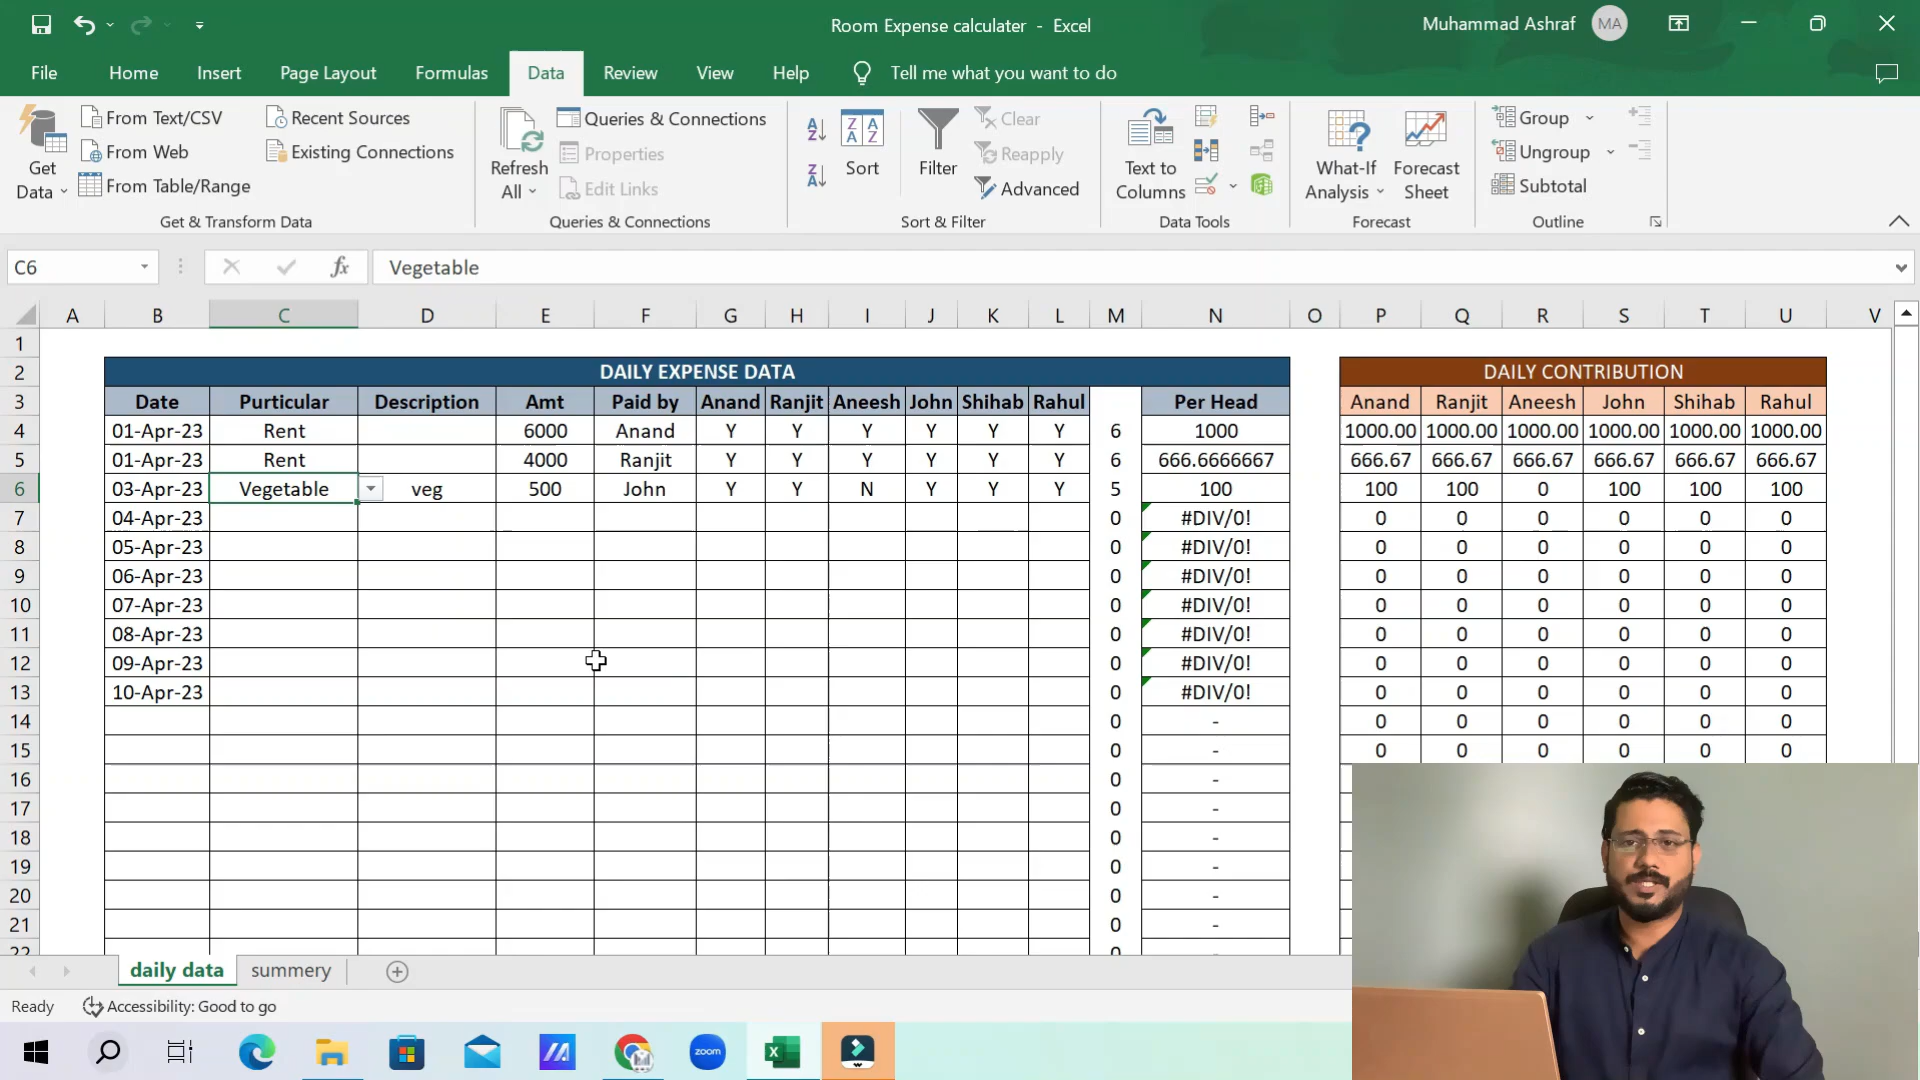 Room Expense calculater - Excel
Muhammad Ashraf MA
File Home Insert Page Layout Formulas Data Review View Help Tell me what you want to do
Get Data
From Text/CSV
From Web
From Table/Range
Recent Sources
Existing Connections
Get & Transform Data
Refresh All
Queries & Connections
Properties
Edit Links
Queries & Connections
Sort
Filter
Clear
Reapply
Advanced
Sort & Filter
Text to Columns
Data Tools
What-If Analysis
Forecast Sheet
Forecast
Group
Ungroup
Subtotal
Outline
C6 fx Vegetable
A B C D E F G H I J K L M N O P Q R S T U V
1
2 DAILY EXPENSE DATA DAILY CONTRIBUTION
3 Date Purticular Description Amt Paid by Anand Ranjit Aneesh John Shihab Rahul Per Head Anand Ranjit Aneesh John Shihab Rahul
4 01-Apr-23 Rent 6000 Anand Y Y Y Y Y Y 6 1000 1000.00 1000.00 1000.00 1000.00 1000.00 1000.00
5 01-Apr-23 Rent 4000 Ranjit Y Y Y Y Y Y 6 666.6666667 666.67 666.67 666.67 666.67 666.67 666.67
6 03-Apr-23 Vegetable veg 500 John Y Y N Y Y Y 5 100 100 100 0 100 100 100
7 04-Apr-23 0 #DIV/0! 0 0 0 0 0 0
8 05-Apr-23 0 #DIV/0! 0 0 0 0 0 0
9 06-Apr-23 0 #DIV/0! 0 0 0 0 0 0
10 07-Apr-23 0 #DIV/0! 0 0 0 0 0 0
11 08-Apr-23 0 #DIV/0! 0 0 0 0 0 0
12 09-Apr-23 0 #DIV/0! 0 0 0 0 0 0
13 10-Apr-23 0 #DIV/0! 0 0 0 0 0 0
14 0 - 0 0 0 0 0 0
15 0 - 0 0 0 0 0 0
16 0 -
17 0 -
18 0 -
19 0 -
20 0 -
21 0 -
22 0
daily data summery
Ready Accessibility: Good to go
zoom